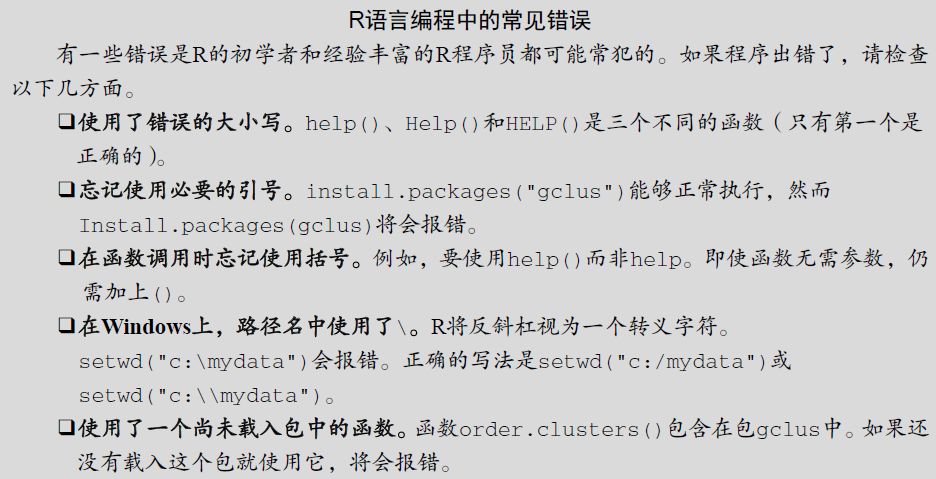 R语言编程中的常见错误
有一些错误是R的初学者和经验丰富的R程序员都可能常犯的。如果程序出错了，请检查
以下几方面。
❑使用了错误的大小写。help()、Help()和HELP()是三个不同的函数（只有第一个是
正确的）。
❑忘记使用必要的引号。install.packages("gclus")能够正常执行，然而
Install.packages(gclus)将会报错。
❑在函数调用时忘记使用括号。例如，要使用help()而非help。即使函数无需参数，仍
需加上()。
❑在Windows上，路径名中使用了\。R将反斜杠视为一个转义字符。
setwd("c:\mydata")会报错。正确的写法是setwd("c:/mydata")或
setwd("c:\\mydata")。
❑使用了一个尚未载入包中的函数。函数order.clusters()包含在包gclus中。如果还
没有载入这个包就使用它，将会报错。